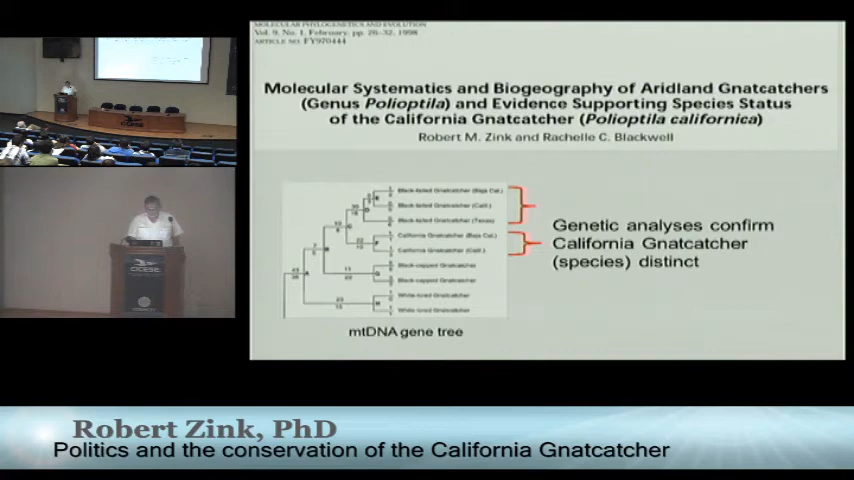 MOLECULAR PHYLOGENETICS AND EVOLUTION
Vol. 9, No. 1, February, pp. 26–32, 1998
ARTICLE NO. FY970444
Molecular Systematics and Biogeography of Aridland Gnatcatchers
(Genus Polioptila) and Evidence Supporting Species Status
of the California Gnatcatcher (Polioptila californica)
Robert M. Zink and Rachelle C. Blackwell
Black-tailed Gnatcatcher (Baja Cal.)
Black-tailed Gnatcatcher (Calif.)
Black-tailed Gnatcatcher (Texas)
California Gnatcatcher (Baja Cal.)
California Gnatcatcher (Calif.)
Black-capped Gnatcatcher
Black-capped Gnatcatcher
White-lored Gnatcatcher
White-lored Gnatcatcher
mtDNA gene tree
Genetic analyses confirm
California Gnatcatcher
(species) distinct
CICESE
Robert Zink, PhD
Politics and the conservation of the California Gnatcatcher